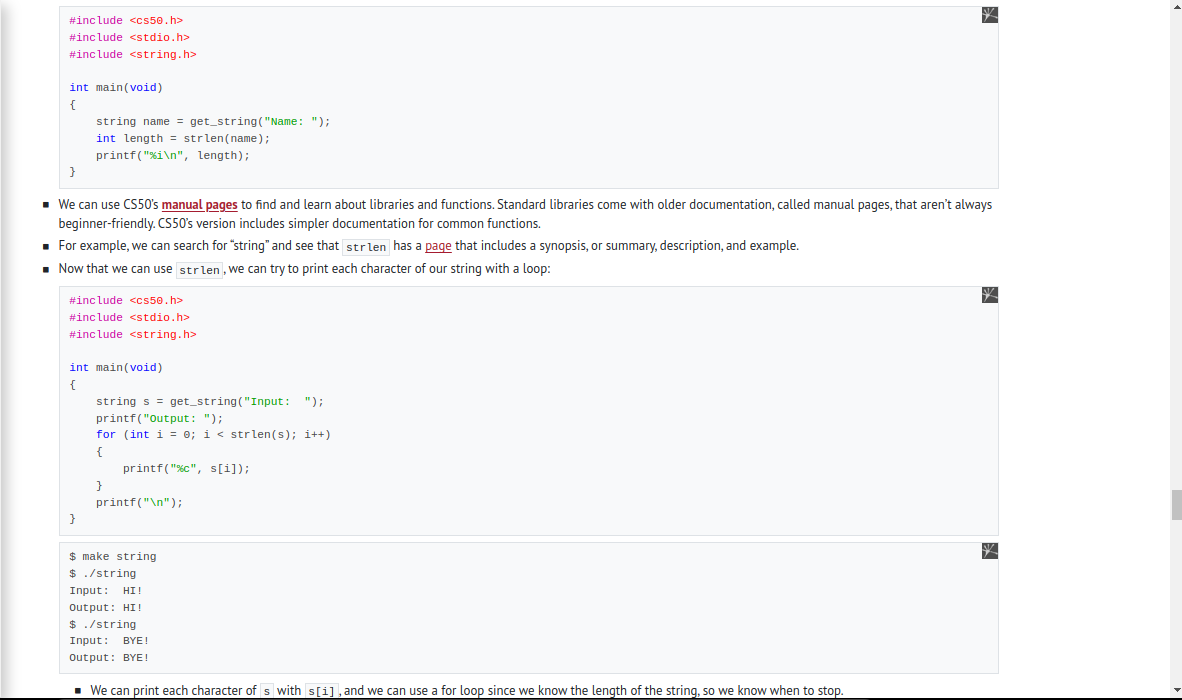 #include <cs50.h>
#include <stdio.h>
#include <string.h>
int main(void)
{
    string name = get_string("Name: ");
    int length = strlen(name);
    printf("%i\n", length);
}
▪ We can use CS50's manual pages to find and learn about libraries and functions. Standard libraries come with older documentation, called manual pages, that aren't always
beginner-friendly. CS50's version includes simpler documentation for common functions.
▪ For example, we can search for “string” and see that strlen has a page that includes a synopsis, or summary, description, and example.
▪ Now that we can use strlen, we can try to print each character of our string with a loop:
#include <cs50.h>
#include <stdio.h>
#include <string.h>
int main(void)
{
    string s = get_string("Input:  ");
    printf("Output: ");
    for (int i = 0; i < strlen(s); i++)
    {
        printf("%c", s[i]);
    }
    printf("\n");
}
$ make string
$ ./string
Input:  HI!
Output: HI!
$ ./string
Input:  BYE!
Output: BYE!
▪ We can print each character of s with s[i], and we can use a for loop since we know the length of the string, so we know when to stop.